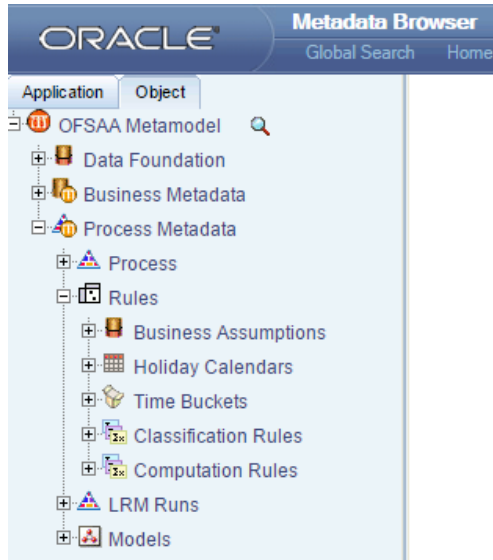 ORACLE
Metadata Browser
Global Search Home
Application Object
OFSAA Metamodel
Data Foundation
Business Metadata
Process Metadata
Process
Rules
Business Assumptions
Holiday Calendars
Time Buckets
Classification Rules
Computation Rules
LRM Runs
Models